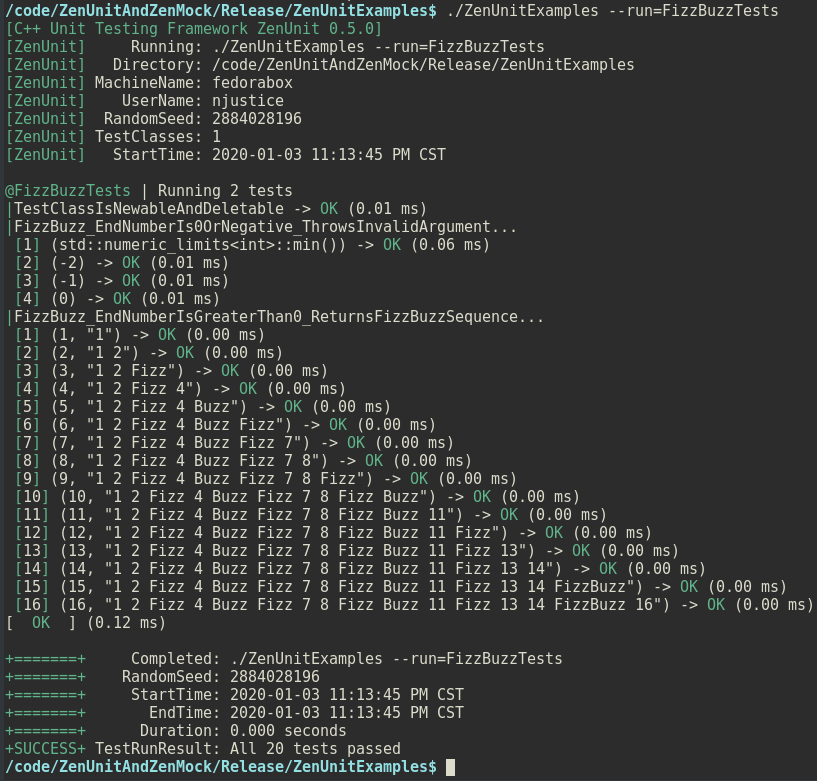 /code/ZenUnitAndZenMock/Release/ZenUnitExamples$ ./ZenUnitExamples --run=FizzBuzzTests
[C++ Unit Testing Framework ZenUnit 0.5.0]
[ZenUnit]     Running: ./ZenUnitExamples --run=FizzBuzzTests
[ZenUnit]   Directory: /code/ZenUnitAndZenMock/Release/ZenUnitExamples
[ZenUnit] MachineName: fedorabox
[ZenUnit]    UserName: njustice
[ZenUnit]  RandomSeed: 2884028196
[ZenUnit] TestClasses: 1
[ZenUnit]   StartTime: 2020-01-03 11:13:45 PM CST

@FizzBuzzTests | Running 2 tests
|TestClassIsNewableAndDeletable -> OK (0.01 ms)
|FizzBuzz_EndNumberIs0OrNegative_ThrowsInvalidArgument...
 [1] (std::numeric_limits<int>::min()) -> OK (0.06 ms)
 [2] (-2) -> OK (0.01 ms)
 [3] (-1) -> OK (0.01 ms)
 [4] (0) -> OK (0.01 ms)
|FizzBuzz_EndNumberIsGreaterThan0_ReturnsFizzBuzzSequence...
 [1] (1, "1") -> OK (0.00 ms)
 [2] (2, "1 2") -> OK (0.00 ms)
 [3] (3, "1 2 Fizz") -> OK (0.00 ms)
 [4] (4, "1 2 Fizz 4") -> OK (0.00 ms)
 [5] (5, "1 2 Fizz 4 Buzz") -> OK (0.00 ms)
 [6] (6, "1 2 Fizz 4 Buzz Fizz") -> OK (0.00 ms)
 [7] (7, "1 2 Fizz 4 Buzz Fizz 7") -> OK (0.00 ms)
 [8] (8, "1 2 Fizz 4 Buzz Fizz 7 8") -> OK (0.00 ms)
 [9] (9, "1 2 Fizz 4 Buzz Fizz 7 8 Fizz") -> OK (0.00 ms)
 [10] (10, "1 2 Fizz 4 Buzz Fizz 7 8 Fizz Buzz") -> OK (0.00 ms)
 [11] (11, "1 2 Fizz 4 Buzz Fizz 7 8 Fizz Buzz 11") -> OK (0.00 ms)
 [12] (12, "1 2 Fizz 4 Buzz Fizz 7 8 Fizz Buzz 11 Fizz") -> OK (0.00 ms)
 [13] (13, "1 2 Fizz 4 Buzz Fizz 7 8 Fizz Buzz 11 Fizz 13") -> OK (0.00 ms)
 [14] (14, "1 2 Fizz 4 Buzz Fizz 7 8 Fizz Buzz 11 Fizz 13 14") -> OK (0.00 ms)
 [15] (15, "1 2 Fizz 4 Buzz Fizz 7 8 Fizz Buzz 11 Fizz 13 14 FizzBuzz") -> OK (0.00 ms)
 [16] (16, "1 2 Fizz 4 Buzz Fizz 7 8 Fizz Buzz 11 Fizz 13 14 FizzBuzz 16") -> OK (0.00 ms)
[  OK  ] (0.12 ms)

+=======+     Completed: ./ZenUnitExamples --run=FizzBuzzTests
+=======+    RandomSeed: 2884028196
+=======+     StartTime: 2020-01-03 11:13:45 PM CST
+=======+       EndTime: 2020-01-03 11:13:45 PM CST
+=======+      Duration: 0.000 seconds
+SUCCESS+ TestRunResult: All 20 tests passed
/code/ZenUnitAndZenMock/Release/ZenUnitExamples$